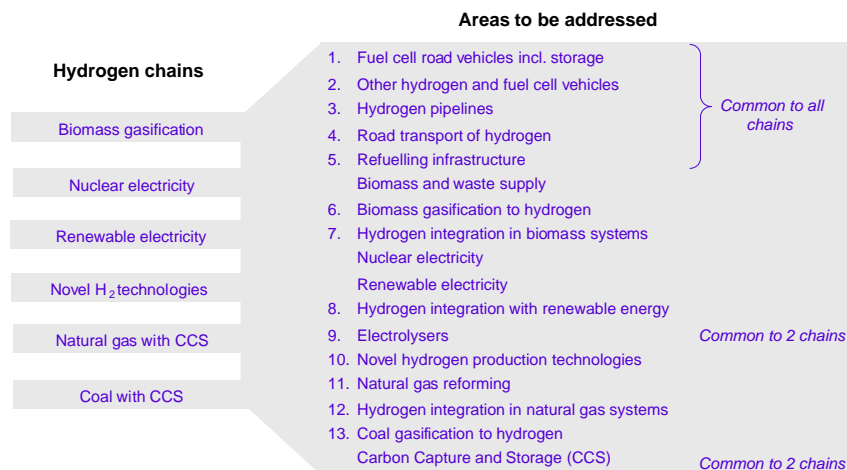 Areas to be addressed
Hydrogen chains
Biomass gasification
Nuclear electricity
Renewable electricity
Novel H2 technologies
Natural gas with CCS
Coal with CCS
1. Fuel cell road vehicles incl. storage
2. Other hydrogen and fuel cell vehicles
3. Hydrogen pipelines
4. Road transport of hydrogen
5. Refuelling infrastructure
Common to all
chains
Biomass and waste supply
6. Biomass gasification to hydrogen
7. Hydrogen integration in biomass systems
Nuclear electricity
Renewable electricity
8. Hydrogen integration with renewable energy
9. Electrolysers Common to 2 chains
10. Novel hydrogen production technologies
11. Natural gas reforming
12. Hydrogen integration in natural gas systems
13. Coal gasification to hydrogen
Carbon Capture and Storage (CCS) Common to 2 chains